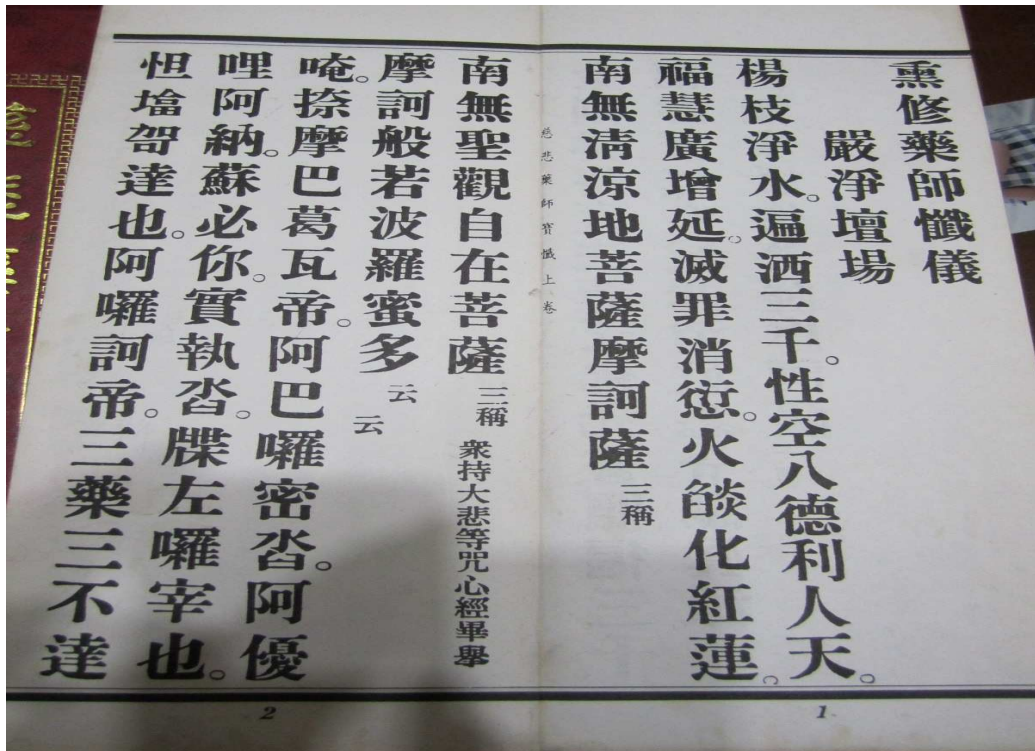 熏修藥師懺儀
嚴淨壇場
楊枝淨水。遍洒三千。性空八德利人天。
福慧廣增延。滅罪消愆。火燄化紅蓮。
南無清涼地菩薩摩訶薩 三稱
慈悲藥師寶懺上卷
南無聖觀自在菩薩 三稱 衆持大悲等咒心經畢舉
摩訶般若波羅蜜多 云云
唵。捺摩巴葛瓦帝。阿巴囉密沓。阿優
哩阿納。蘇必你。實執沓。牒左囉宰也。
怛塎哿達也。阿囉訶帝。三藥三不達
1
2